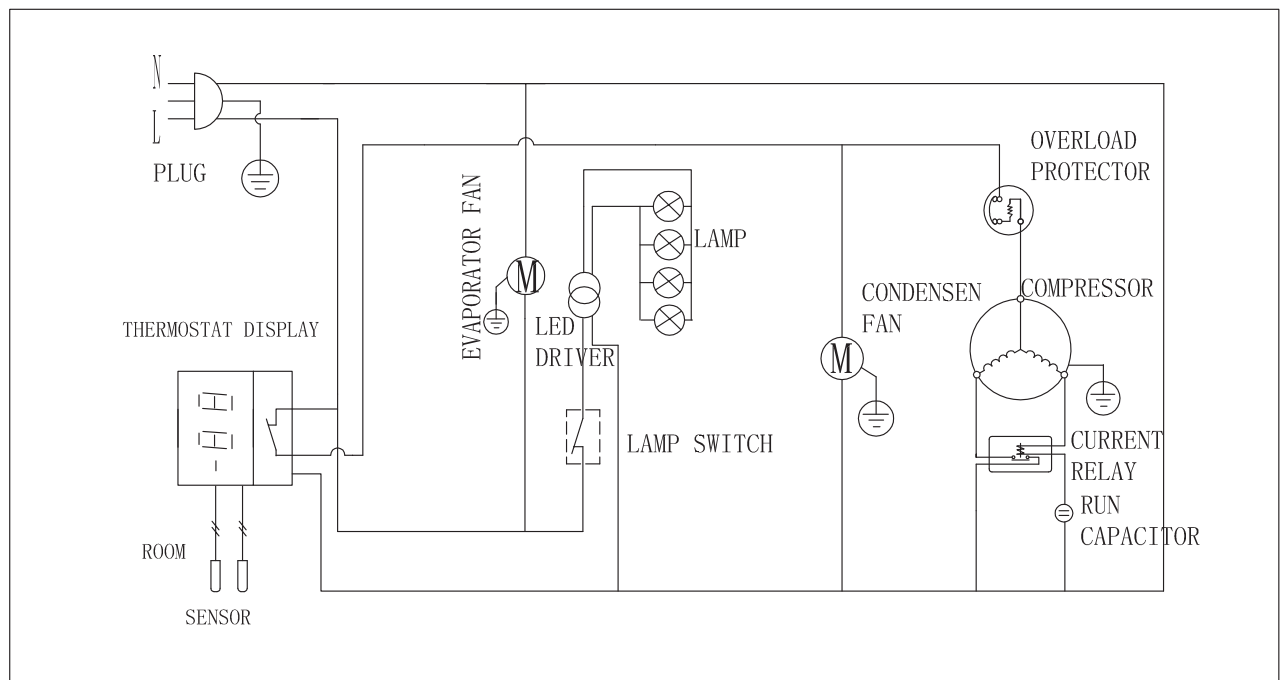 N
L
PLUG
OVERLOAD
PROTECTOR
EVAPORATOR FAN
M
LAMP
CONDENSEN
FAN
COMPRESSOR
THERMOSTAT DISPLAY
LED
DRIVER
M
LAMP SWITCH
CURRENT
RELAY
RUN
CAPACITOR
ROOM
SENSOR